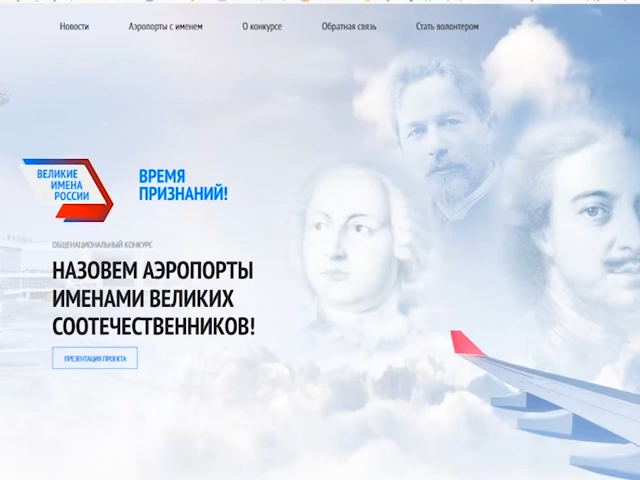 Новости
Аэропорты с именем
О конкурсе
Обратная связь
Стать волонтером
ВЕЛИКИЕ
ИМЕНА
РОССИИ
ВРЕМЯ
ПРИЗНАНИЙ!
ОБЩЕНАЦИОНАЛЬНЫЙ КОНКУРС
НАЗОВЕМ АЭРОПОРТЫ
ИМЕНАМИ ВЕЛИКИХ
СООТЕЧЕСТВЕННИКОВ!
ПРЕЗЕНТАЦИЯ ПРОЕКТА